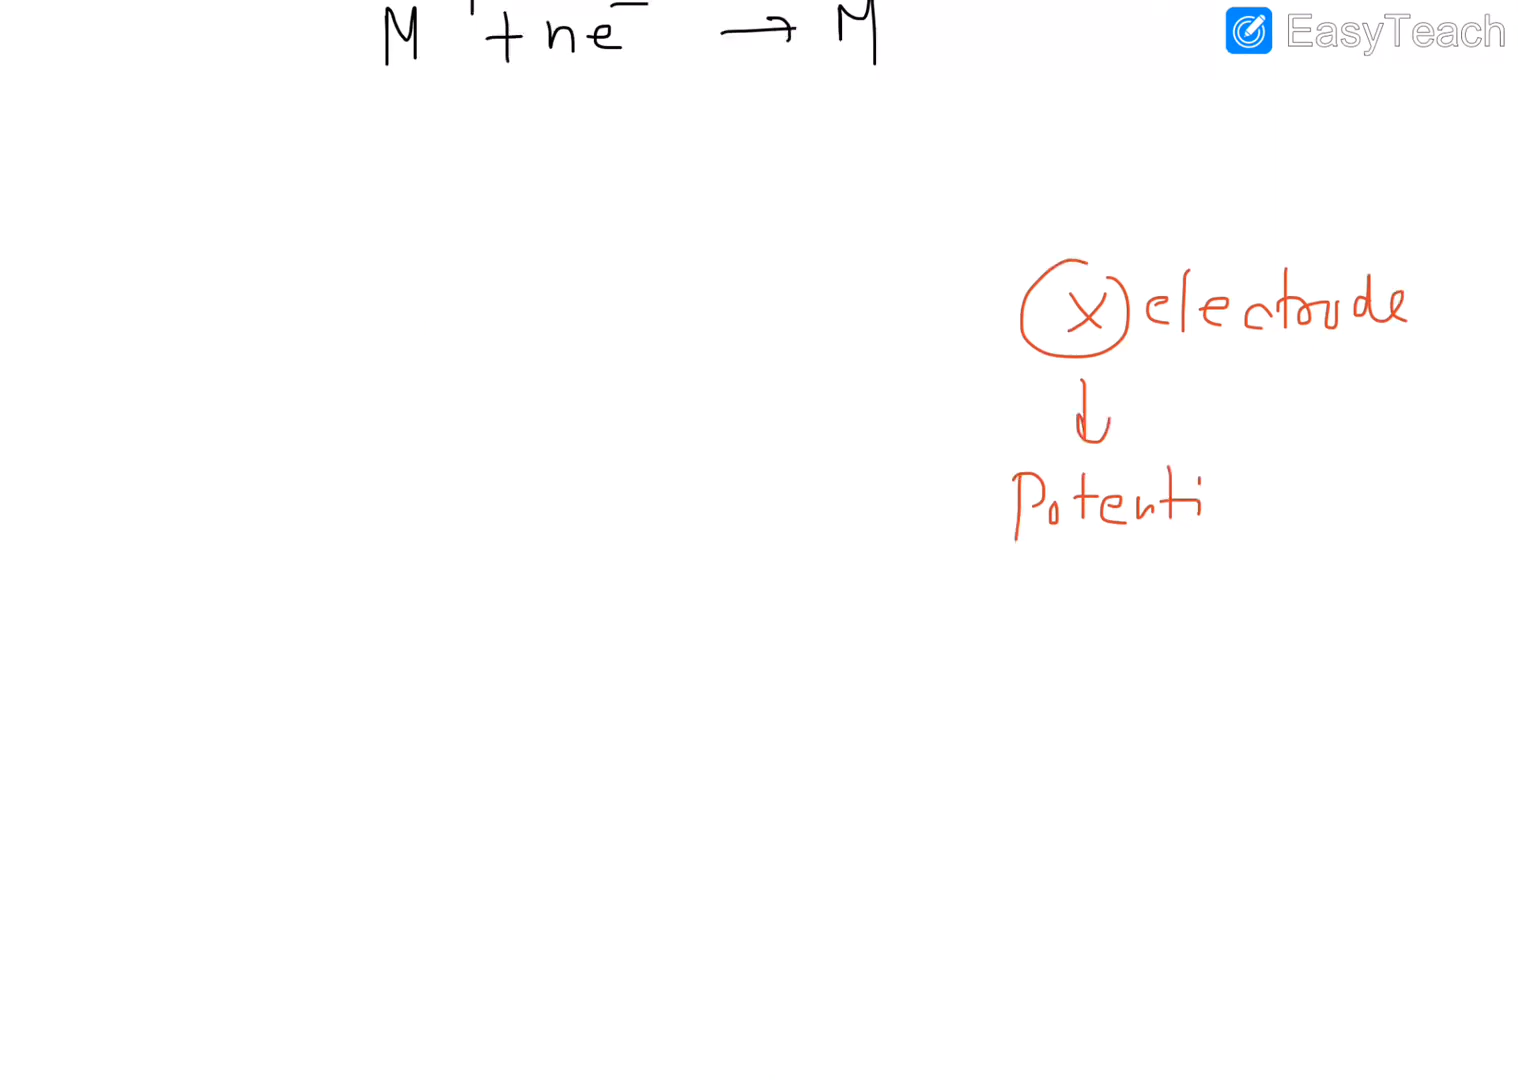 M + ne⁻ → M
EasyTeach
x electrode
↓
Potenti